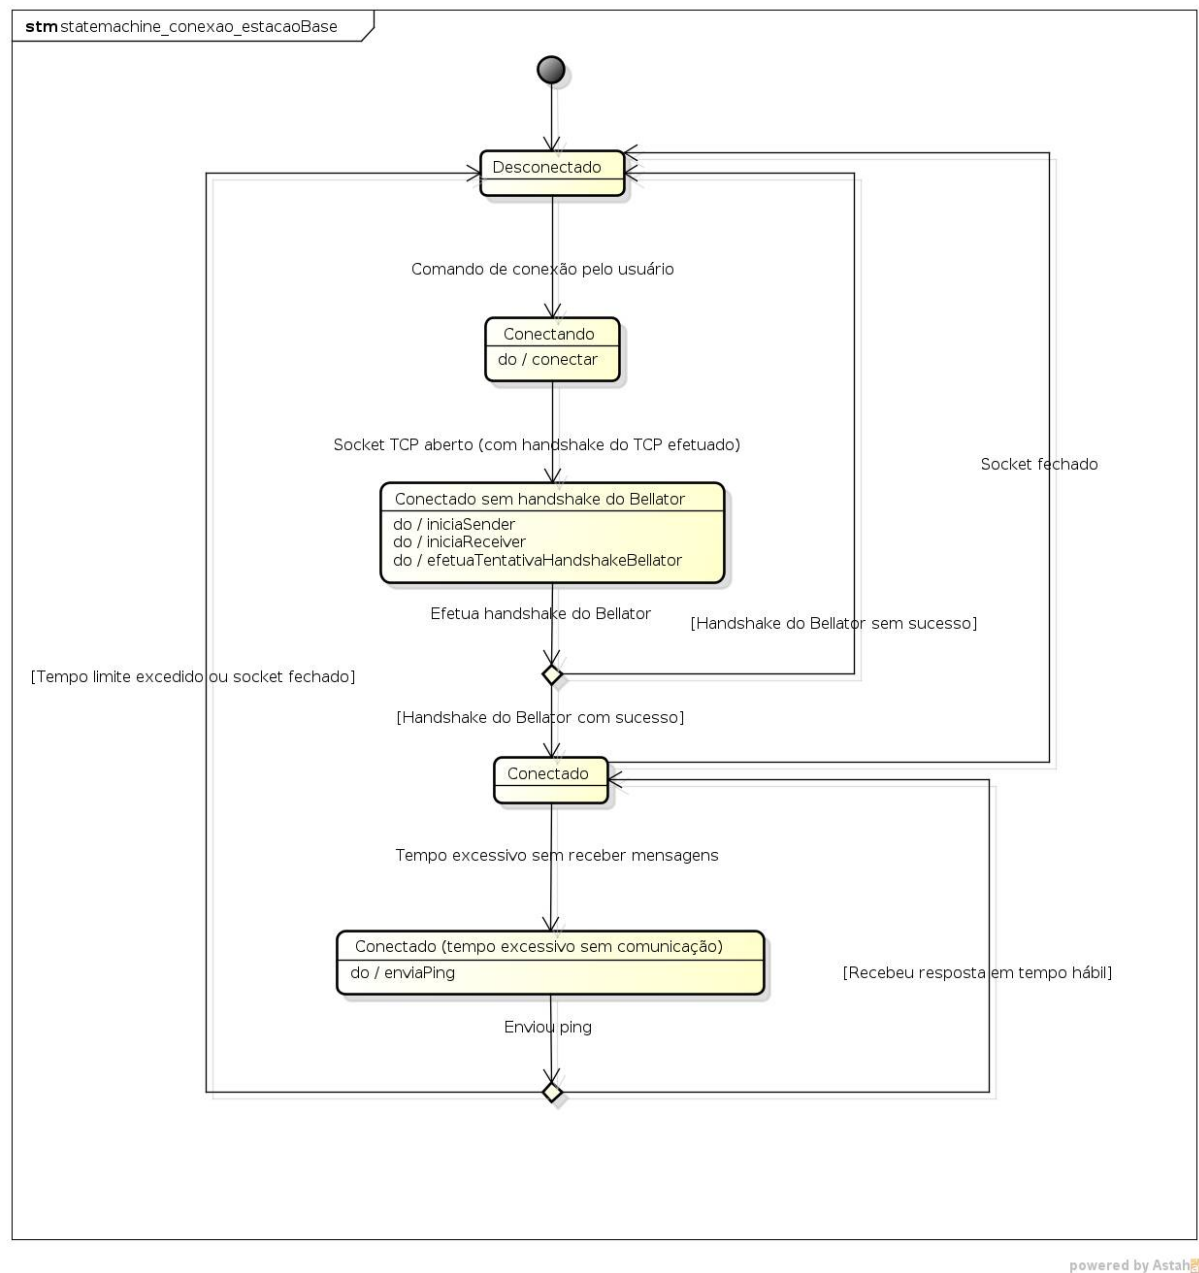 stm statemachine_conexao_estacaoBase
Desconectado
Comando de conexão pelo usuário
Conectando
do / conectar
Socket TCP aberto (com handshake do TCP efetuado)
Socket fechado
Conectado sem handshake do Bellator
do / iniciaSender
do / iniciaReceiver
do / efetuaTentativaHandshakeBellator
Efetua handshake do Bellator
[Handshake do Bellator sem sucesso]
[Tempo limite excedido ou socket fechado]
[Handshake do Bellator com sucesso]
Conectado
Tempo excessivo sem receber mensagens
Conectado (tempo excessivo sem comunicação)
do / enviaPing
[Recebeu resposta em tempo hábil]
Enviou ping
powered by Astah